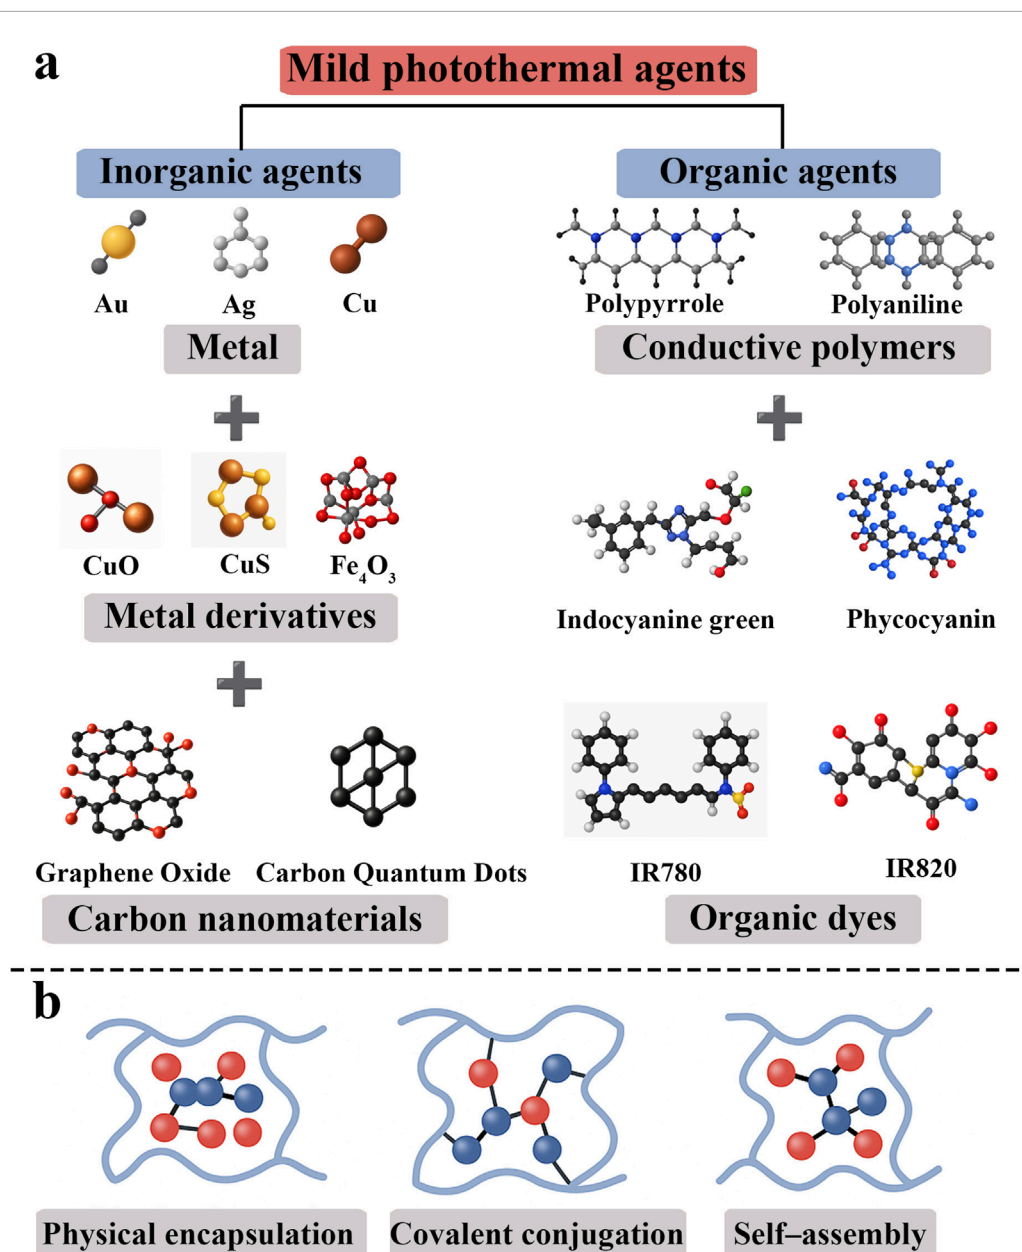 a
Mild photothermal agents
Inorganic agents
Organic agents
Au
Ag
Cu
Polypyrrole
Polyaniline
Metal
Conductive polymers
CuO
CuS
Fe4O3
Metal derivatives
Indocyanine green
Phycocyanin
Graphene Oxide
Carbon Quantum Dots
IR780
IR820
Carbon nanomaterials
Organic dyes
b
Physical encapsulation
Covalent conjugation
Self–assembly